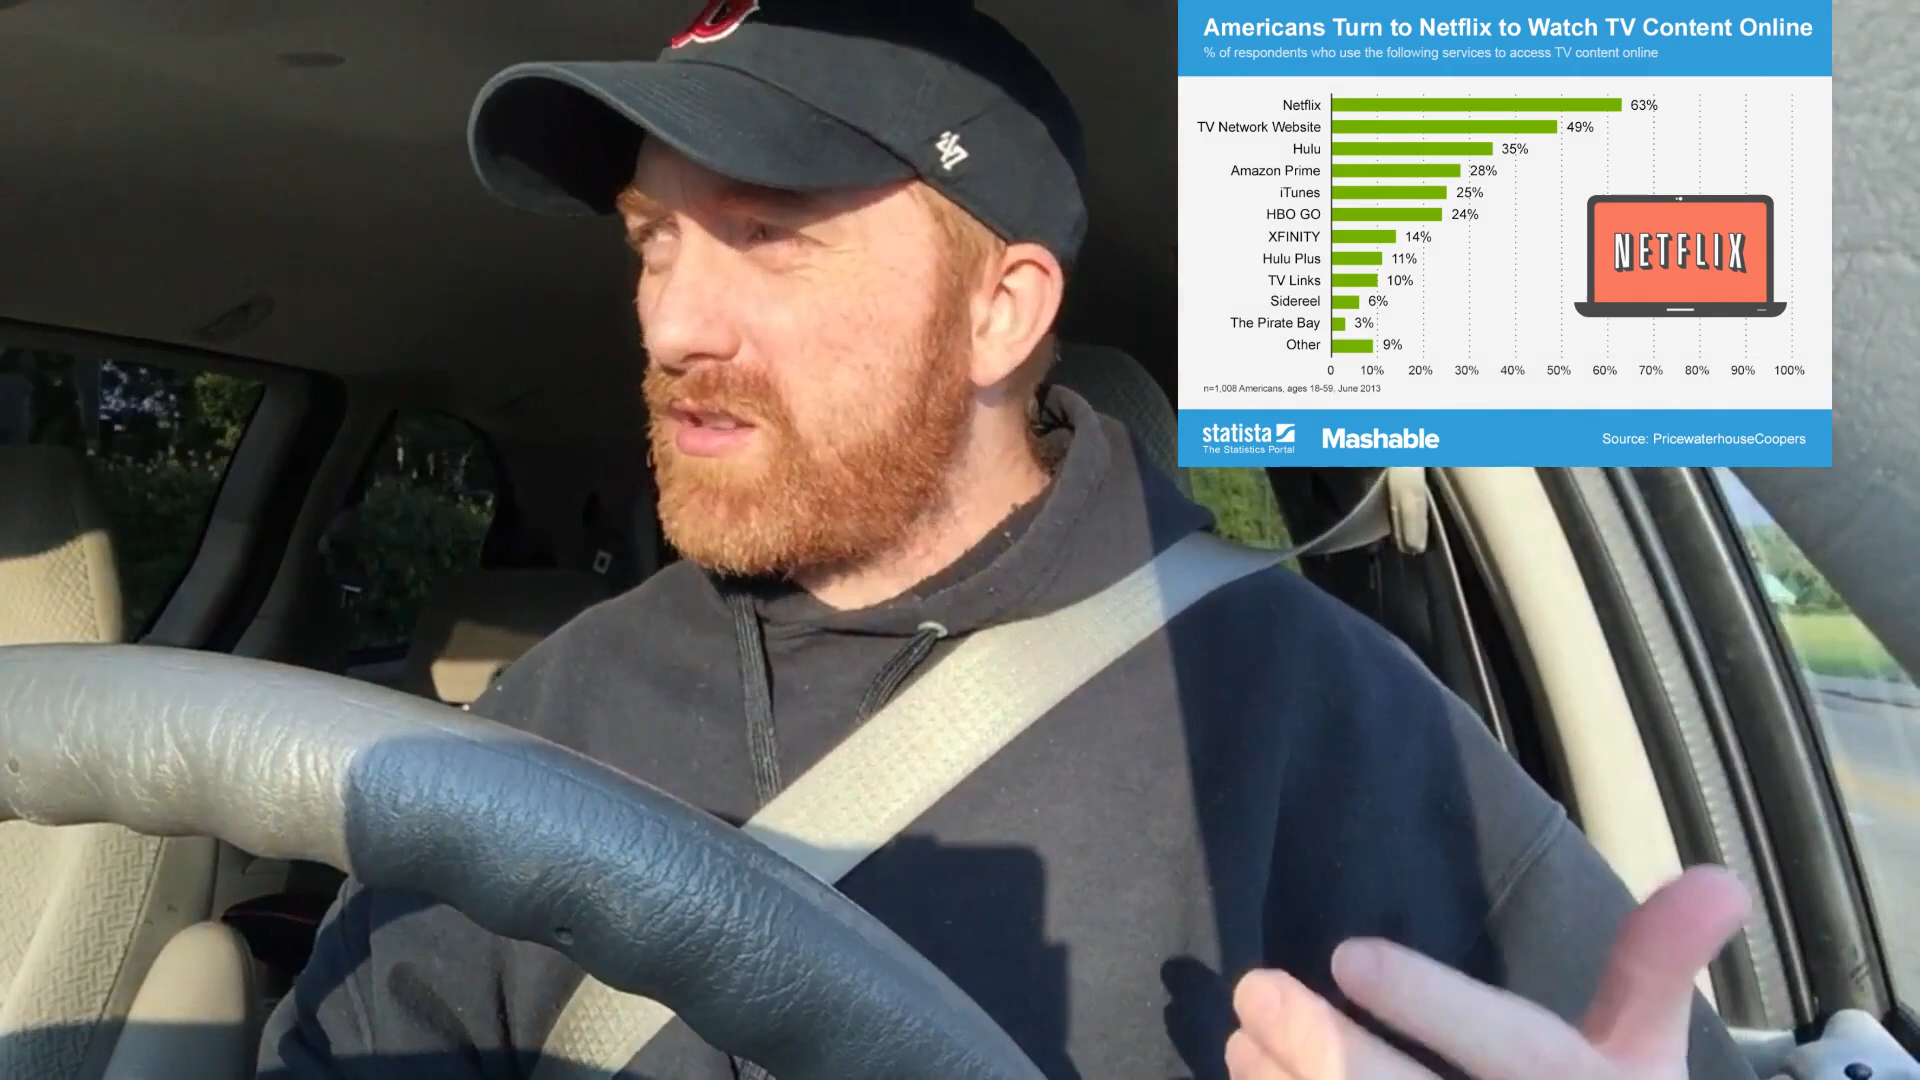 Americans Turn to Netflix to Watch TV Content Online
% of respondents who use the following services to access TV content online
Netflix 63%
TV Network Website 49%
Hulu 35%
Amazon Prime 28%
iTunes 25%
HBO GO 24%
XFINITY 14%
Hulu Plus 11%
TV Links 10%
Sidereel 6%
The Pirate Bay 3%
Other 9%
0 10% 20% 30% 40% 50% 60% 70% 80% 90% 100%
n=1,008 Americans, ages 18-59, June 2013
NETFLIX
statista
The Statistics Portal
Mashable
Source: PricewaterhouseCoopers
'47